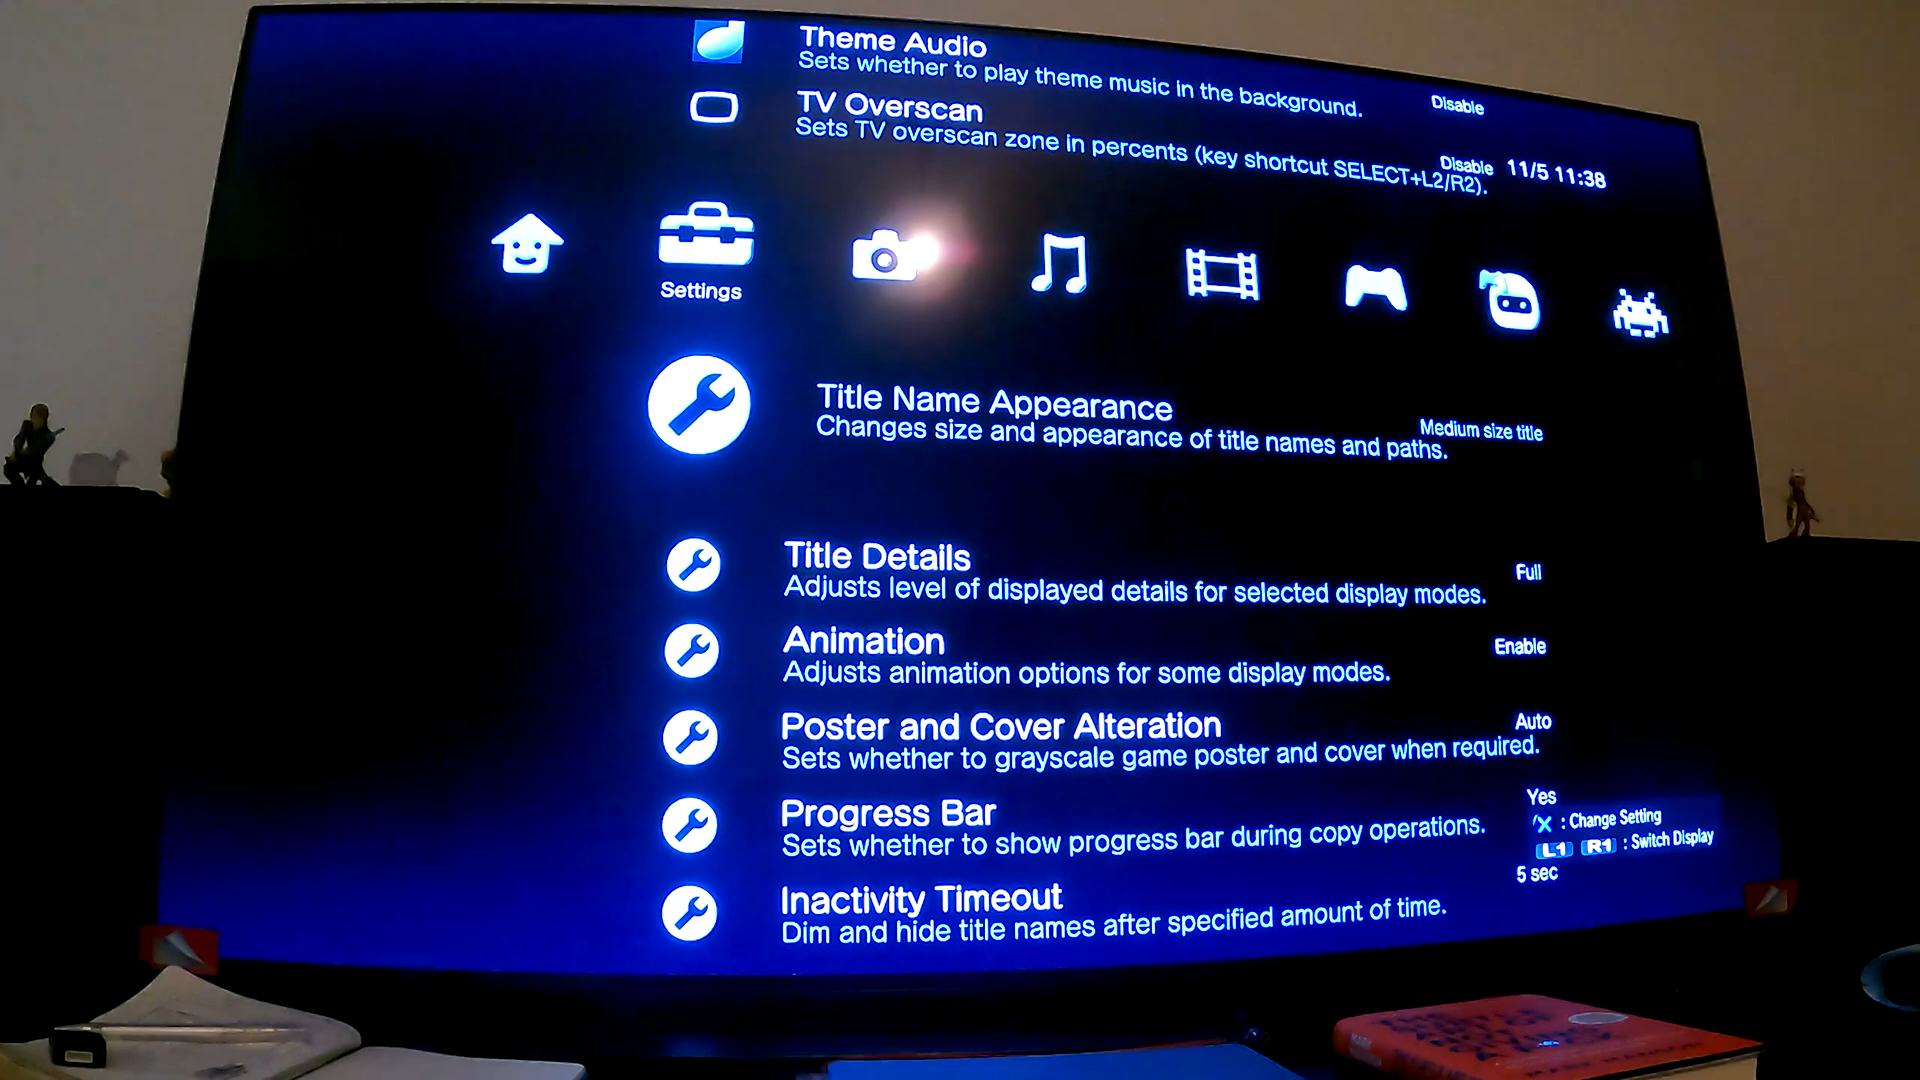 Theme Audio
Sets whether to play theme music in the background.
Disable
TV Overscan
Sets TV overscan zone in percents (key shortcut SELECT+L2/R2).
Disable
11/5 11:38
Settings
Title Name Appearance
Changes size and appearance of title names and paths.
Medium size title
Title Details
Adjusts level of displayed details for selected display modes.
Full
Animation
Adjusts animation options for some display modes.
Enable
Poster and Cover Alteration
Sets whether to grayscale game poster and cover when required.
Auto
Progress Bar
Sets whether to show progress bar during copy operations.
Yes
X : Change Setting
L1 R1 : Switch Display
Inactivity Timeout
Dim and hide title names after specified amount of time.
5 sec